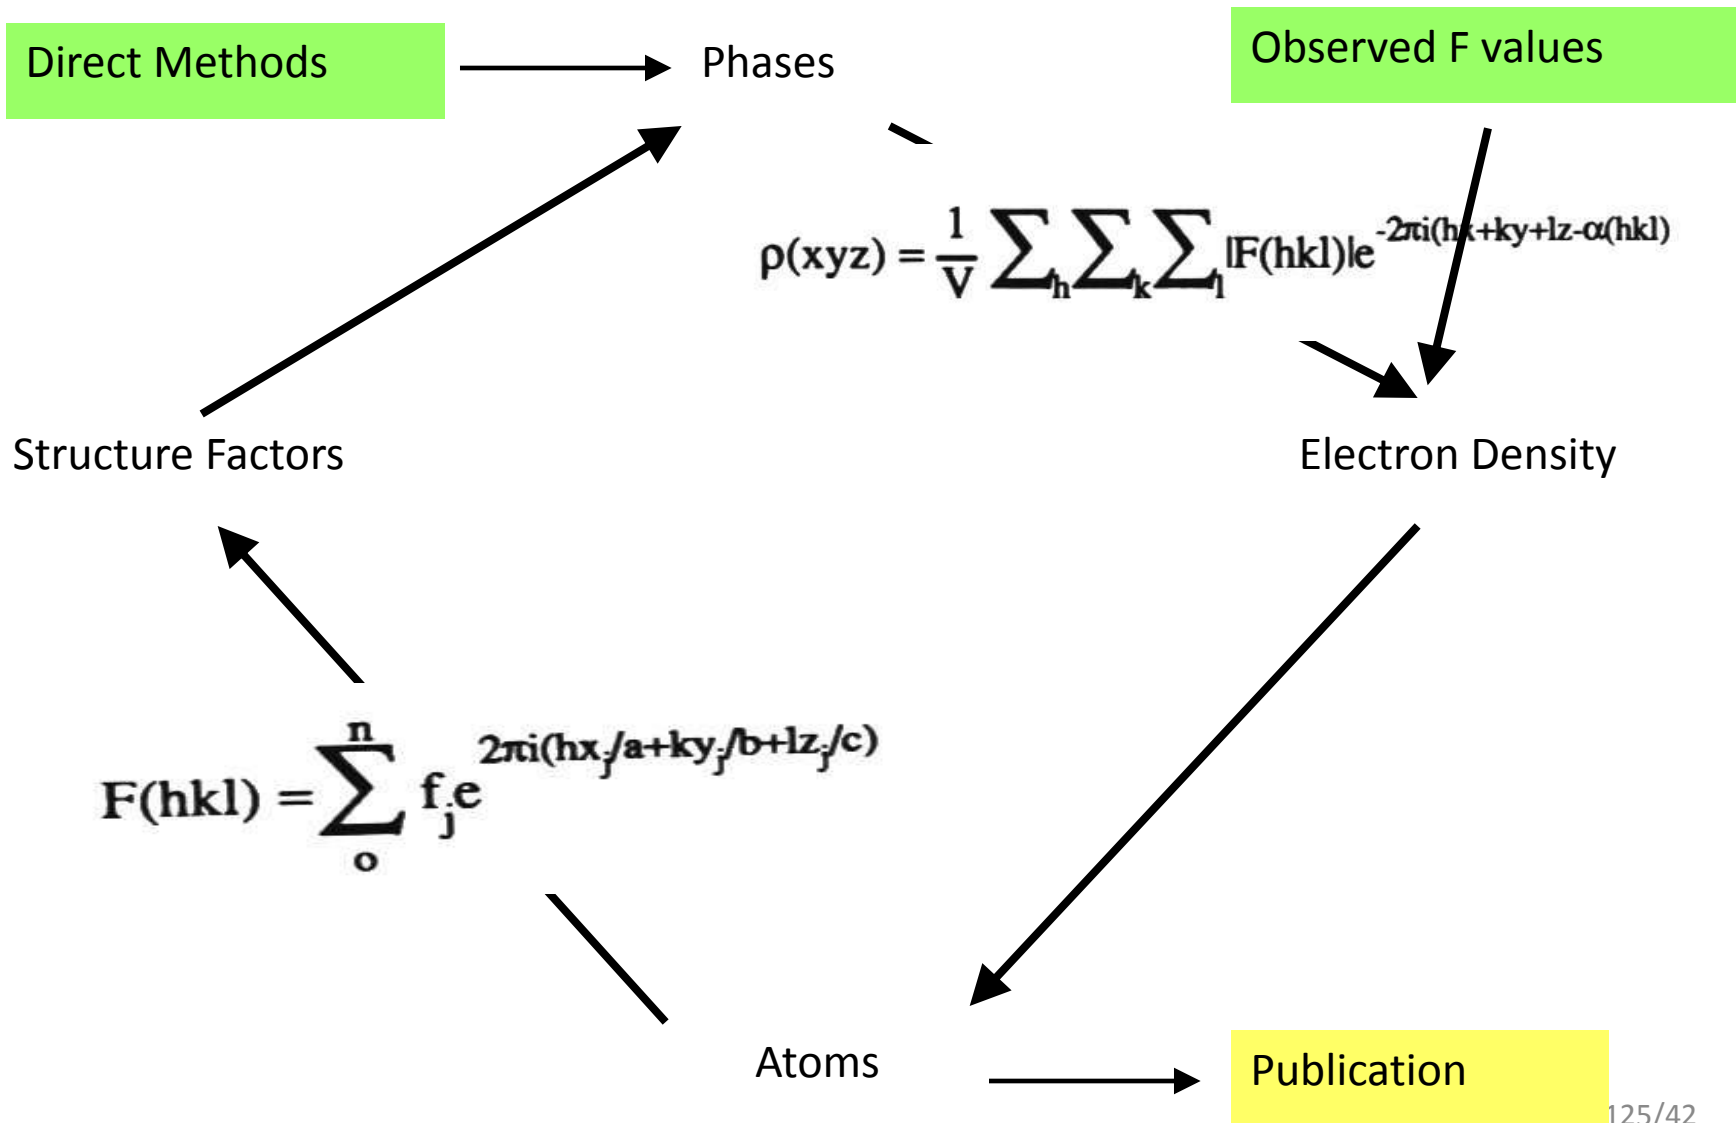 Direct Methods
Phases
Observed F values
ρ(xyz) = 1/V ∑h∑k∑l |F(hkl)|e^-2πi(hx+ky+lz-α(hkl)
Structure Factors
Electron Density
F(hkl) = ∑ n o fj e^2πi(hxj/a+kyj/b+lzj/c)
Atoms
Publication
125/42